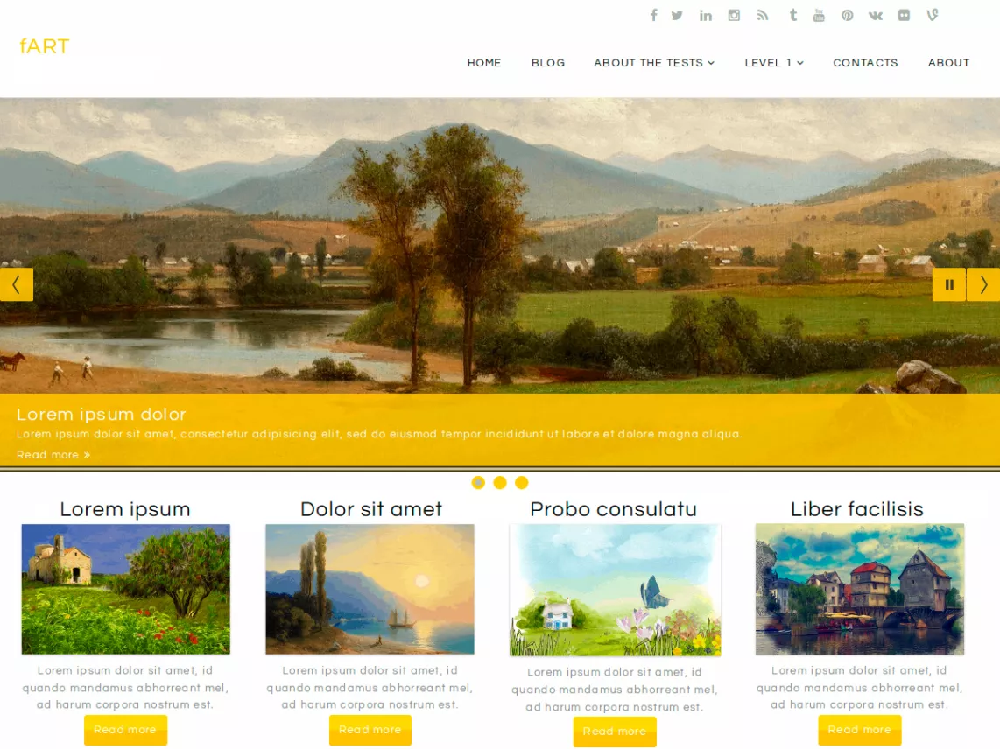 fART
HOME BLOG ABOUT THE TESTS LEVEL 1 CONTACTS ABOUT
Lorem ipsum dolor
Lorem ipsum dolor sit amet, consectetur adipisicing elit, sed do eiusmod tempor incididunt ut labore et dolore magna aliqua.
Read more »
Lorem ipsum
Lorem ipsum dolor sit amet, id
quando mandamus abhorreant mel,
ad harum corpora nostrum est.
Read more
Dolor sit amet
Lorem ipsum dolor sit amet, id
quando mandamus abhorreant mel,
ad harum corpora nostrum est.
Read more
Probo consulatu
Lorem ipsum dolor sit amet, id
quando mandamus abhorreant mel,
ad harum corpora nostrum est.
Read more
Liber facilisis
Lorem ipsum dolor sit amet, id
quando mandamus abhorreant mel,
ad harum corpora nostrum est.
Read more